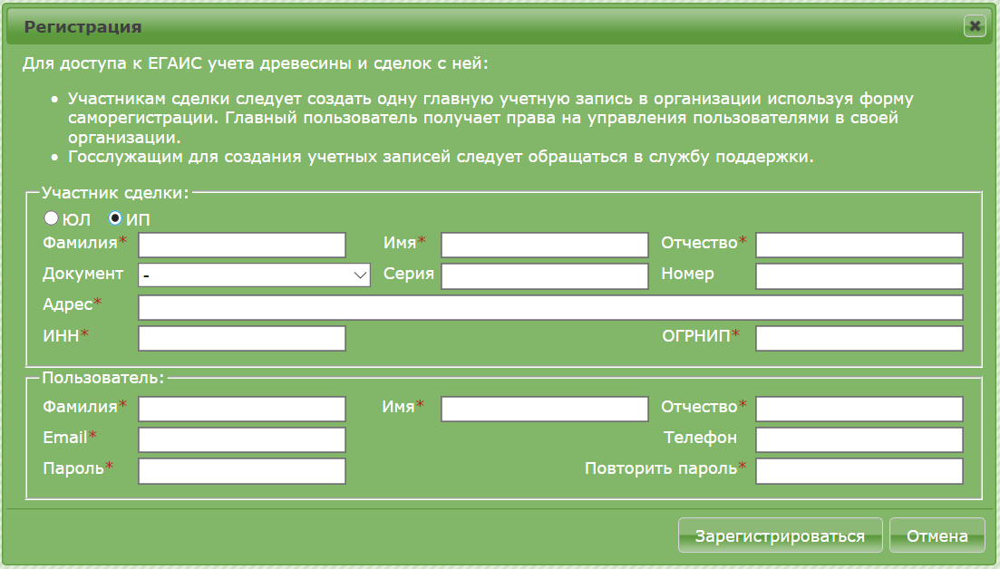 Регистрация
Для доступа к ЕГАИС учета древесины и сделок с ней:
• Участникам сделки следует создать одну главную учетную запись в организации используя форму
саморегистрации. Главный пользователь получает права на управления пользователями в своей
организации.
• Госслужащим для создания учетных записей следует обращаться в службу поддержки.
Участник сделки:
ЮЛ ИП
Фамилия* Имя* Отчество*
Документ - Серия Номер
Адрес*
ИНН* ОГРНИП*
Пользователь:
Фамилия* Имя* Отчество*
Email* Телефон
Пароль* Повторить пароль*
Зарегистрироваться Отмена